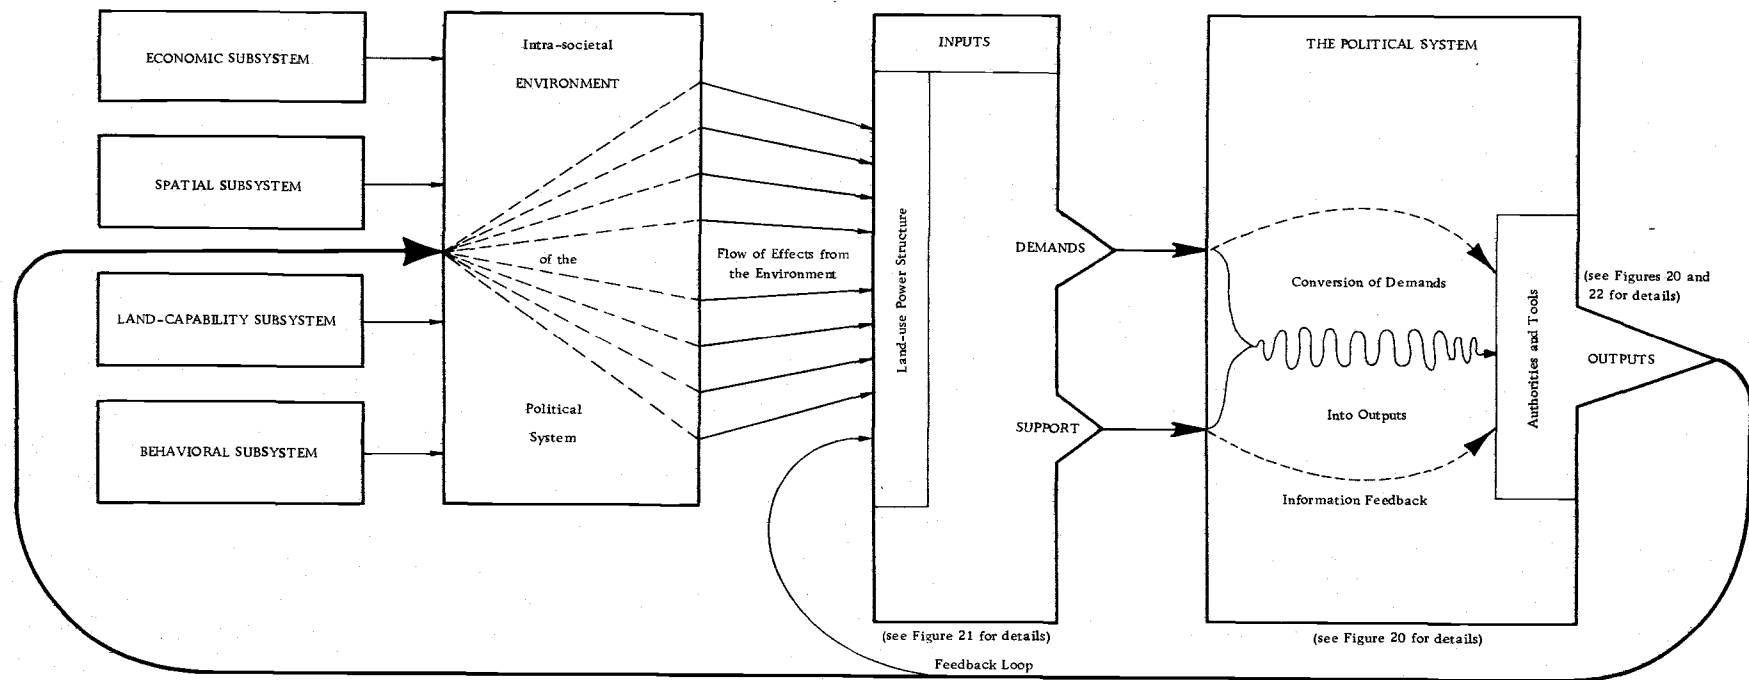 ECONOMIC SUBSYSTEM
SPATIAL SUBSYSTEM
LAND-CAPABILITY SUBSYSTEM
BEHAVIORAL SUBSYSTEM
Intra-societal
ENVIRONMENT
of the
Political
System
Flow of Effects from
the Environment
INPUTS
Land-use Power Structure
DEMANDS
SUPPORT
(see Figure 21 for details)
Feedback Loop
THE POLITICAL SYSTEM
Conversion of Demands
Into Outputs
Information Feedback
Authorities and Tools
(see Figure 20 for details)
(see Figures 20 and
22 for details)
OUTPUTS